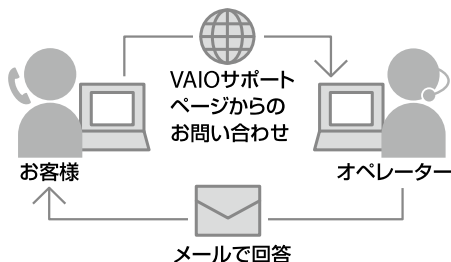 VAIOサポート
ページからの
お問い合わせ
お客様
オペレーター
メールで回答